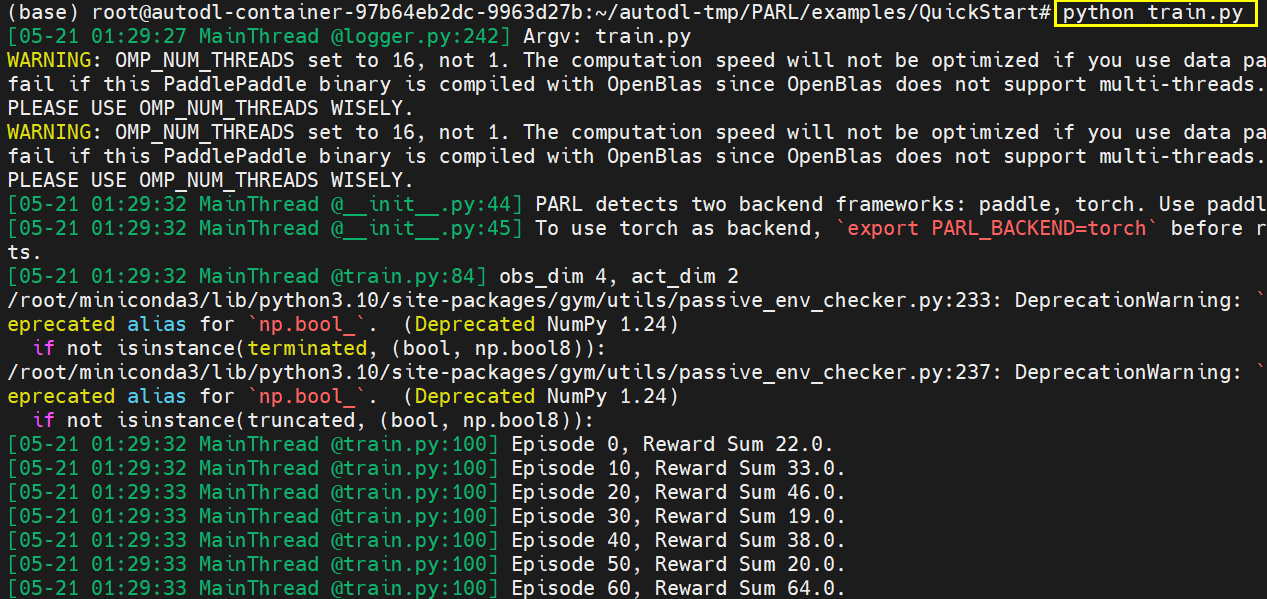 (base) root@autodl-container-97b64eb2dc-9963d27b:~/autodl-tmp/PARL/examples/QuickStart# python train.py
[05-21 01:29:27 MainThread @logger.py:242] Argv: train.py
WARNING: OMP_NUM_THREADS set to 16, not 1. The computation speed will not be optimized if you use data pa
fail if this PaddlePaddle binary is compiled with OpenBlas since OpenBlas does not support multi-threads.
PLEASE USE OMP_NUM_THREADS WISELY.
WARNING: OMP_NUM_THREADS set to 16, not 1. The computation speed will not be optimized if you use data pa
fail if this PaddlePaddle binary is compiled with OpenBlas since OpenBlas does not support multi-threads.
PLEASE USE OMP_NUM_THREADS WISELY.
[05-21 01:29:32 MainThread @__init__.py:44] PARL detects two backend frameworks: paddle, torch. Use paddl
[05-21 01:29:32 MainThread @__init__.py:45] To use torch as backend, `export PARL_BACKEND=torch` before r
ts.
[05-21 01:29:32 MainThread @train.py:84] obs_dim 4, act_dim 2
/root/miniconda3/lib/python3.10/site-packages/gym/utils/passive_env_checker.py:233: DeprecationWarning: `
eprecated alias for `np.bool_`.  (Deprecated NumPy 1.24)
  if not isinstance(terminated, (bool, np.bool8)):
/root/miniconda3/lib/python3.10/site-packages/gym/utils/passive_env_checker.py:237: DeprecationWarning: `
eprecated alias for `np.bool_`.  (Deprecated NumPy 1.24)
  if not isinstance(truncated, (bool, np.bool8)):
[05-21 01:29:32 MainThread @train.py:100] Episode 0, Reward Sum 22.0.
[05-21 01:29:32 MainThread @train.py:100] Episode 10, Reward Sum 33.0.
[05-21 01:29:33 MainThread @train.py:100] Episode 20, Reward Sum 46.0.
[05-21 01:29:33 MainThread @train.py:100] Episode 30, Reward Sum 19.0.
[05-21 01:29:33 MainThread @train.py:100] Episode 40, Reward Sum 38.0.
[05-21 01:29:33 MainThread @train.py:100] Episode 50, Reward Sum 20.0.
[05-21 01:29:33 MainThread @train.py:100] Episode 60, Reward Sum 64.0.